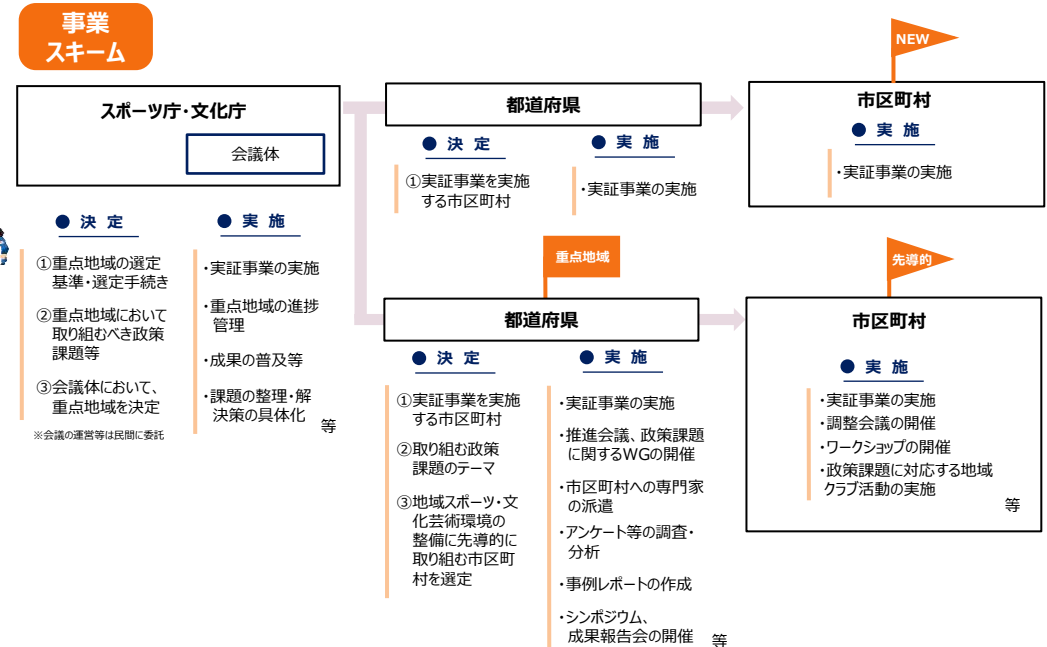 事業
スキーム
スポーツ庁・文化庁
会議体
● 決 定
①重点地域の選定
基準・選定手続き
②重点地域において
取り組むべき政策
課題等
③会議体において、
重点地域を決定
※会議の運営等は民間に委託
● 実 施
・実証事業の実施
・重点地域の進捗
管理
・成果の普及等
・課題の整理・解
決策の具体化
等
都道府県
● 決 定
①実証事業を実施
する市区町村
● 実 施
・実証事業の実施
NEW
市区町村
● 実 施
・実証事業の実施
重点地域
都道府県
● 決 定
①実証事業を実施
する市区町村
②取り組む政策
課題のテーマ
③地域スポーツ・文
化芸術環境の
整備に先導的に
取り組む市区町
村を選定
● 実 施
・実証事業の実施
・推進会議、政策課題
に関するWGの開催
・市区町村への専門家
の派遣
・アンケート等の調査・
分析
・事例レポートの作成
・シンポジウム、
成果報告会の開催
等
先導的
市区町村
● 実 施
・実証事業の実施
・調整会議の開催
・ワークショップの開催
・政策課題に対応する地域
クラブ活動の実施
等